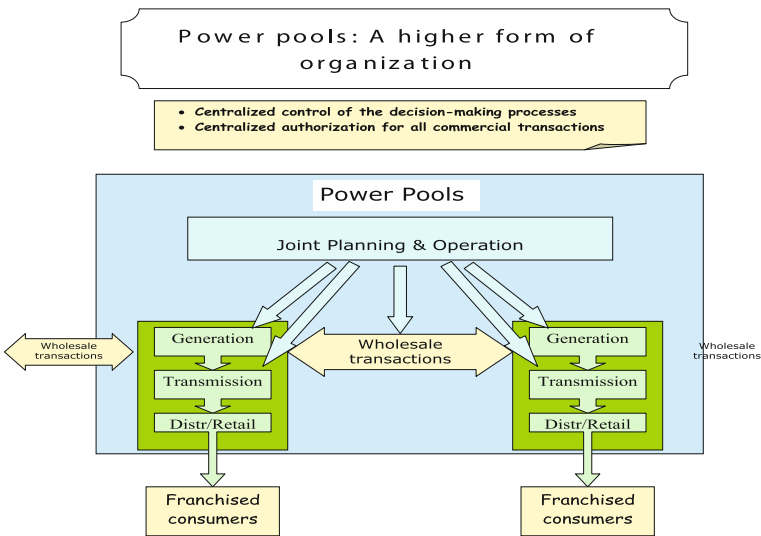 Power pools: A higher form of
organization
• Centralized control of the decision-making processes
• Centralized authorization for all commercial transactions
Power Pools
Joint Planning & Operation
Wholesale
transactions
Generation
Transmission
Distr/Retail
Wholesale
transactions
Generation
Transmission
Distr/Retail
Wholesale
transactions
Franchised
consumers
Franchised
consumers